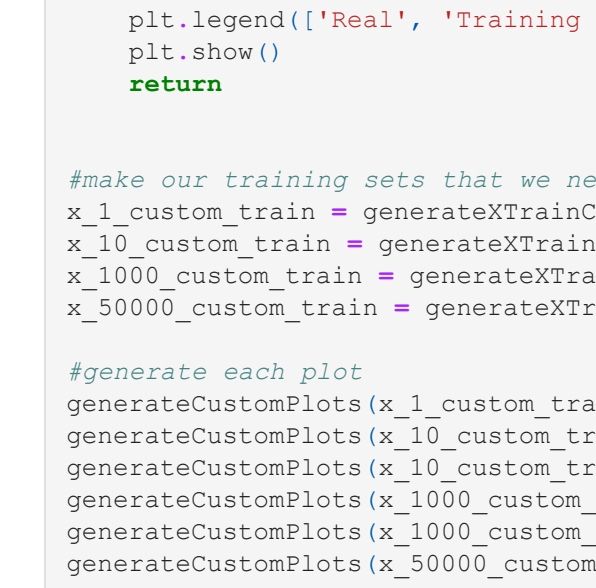 plt.legend(['Real', 'Training
plt.show()
return
#make our training sets that we ne
x_1_custom_train = generateXTrainC
x_10_custom_train = generateXTrain
x_1000_custom_train = generateXTra
x_50000_custom_train = generateXTr
#generate each plot
generateCustomPlots(x_1_custom_tra
generateCustomPlots(x_10_custom_tr
generateCustomPlots(x_10_custom_tr
generateCustomPlots(x_1000_custom_
generateCustomPlots(x_1000_custom_
generateCustomPlots(x_50000_custom